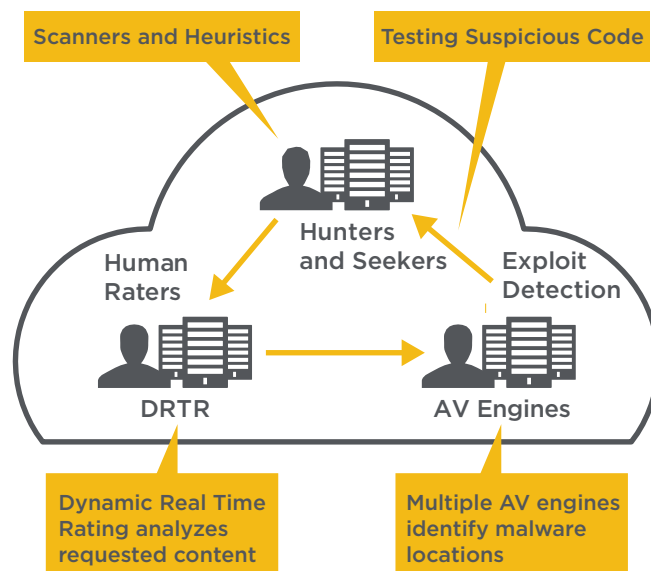 Scanners and Heuristics
Testing Suspicious Code
Hunters
and Seekers
Human
Raters
Exploit
Detection
DRTR
AV Engines
Dynamic Real Time
Rating analyzes
requested content
Multiple AV engines
identify malware
locations